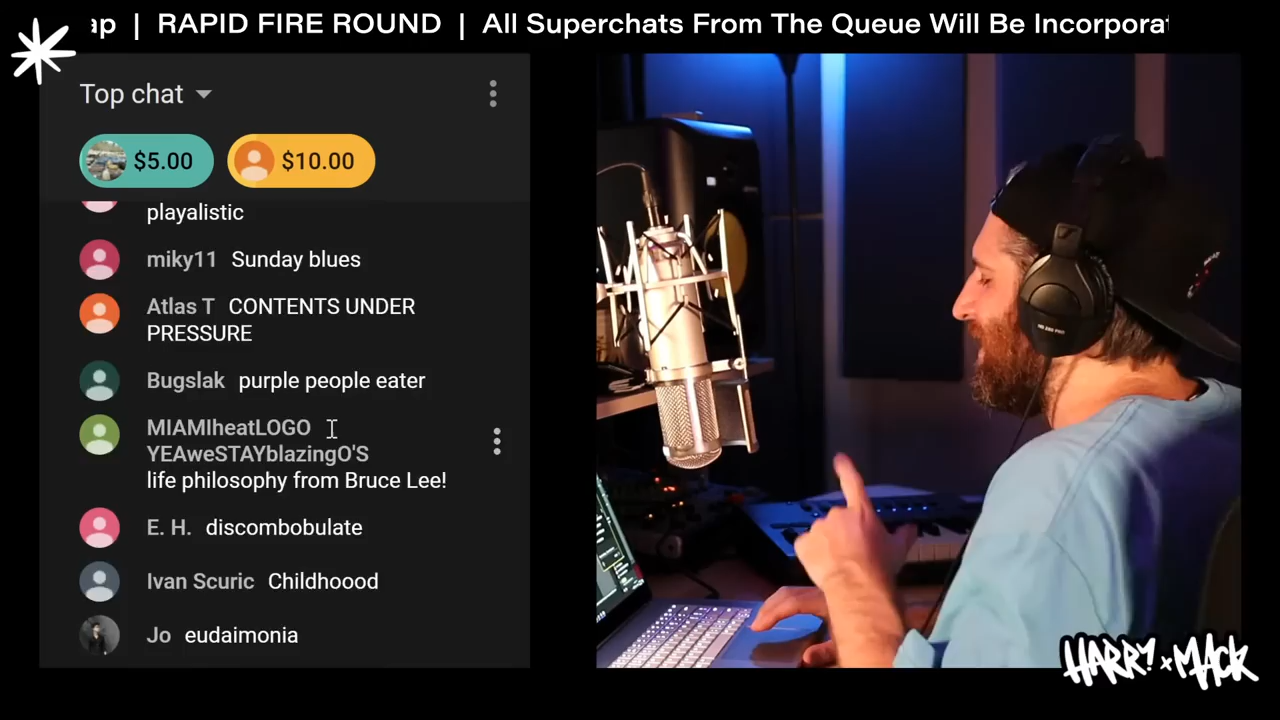 ap | RAPID FIRE ROUND | All Superchats From The Queue Will Be Incorporat
Top chat
$5.00 $10.00
playalistic
miky11 Sunday blues
Atlas T CONTENTS UNDER
PRESSURE
Bugslak purple people eater
MIAMIheatLOGO
YEAweSTAYblazingO'S
life philosophy from Bruce Lee!
E. H. discombobulate
Ivan Scuric Childhoood
Jo eudaimonia
HARRY x MACK